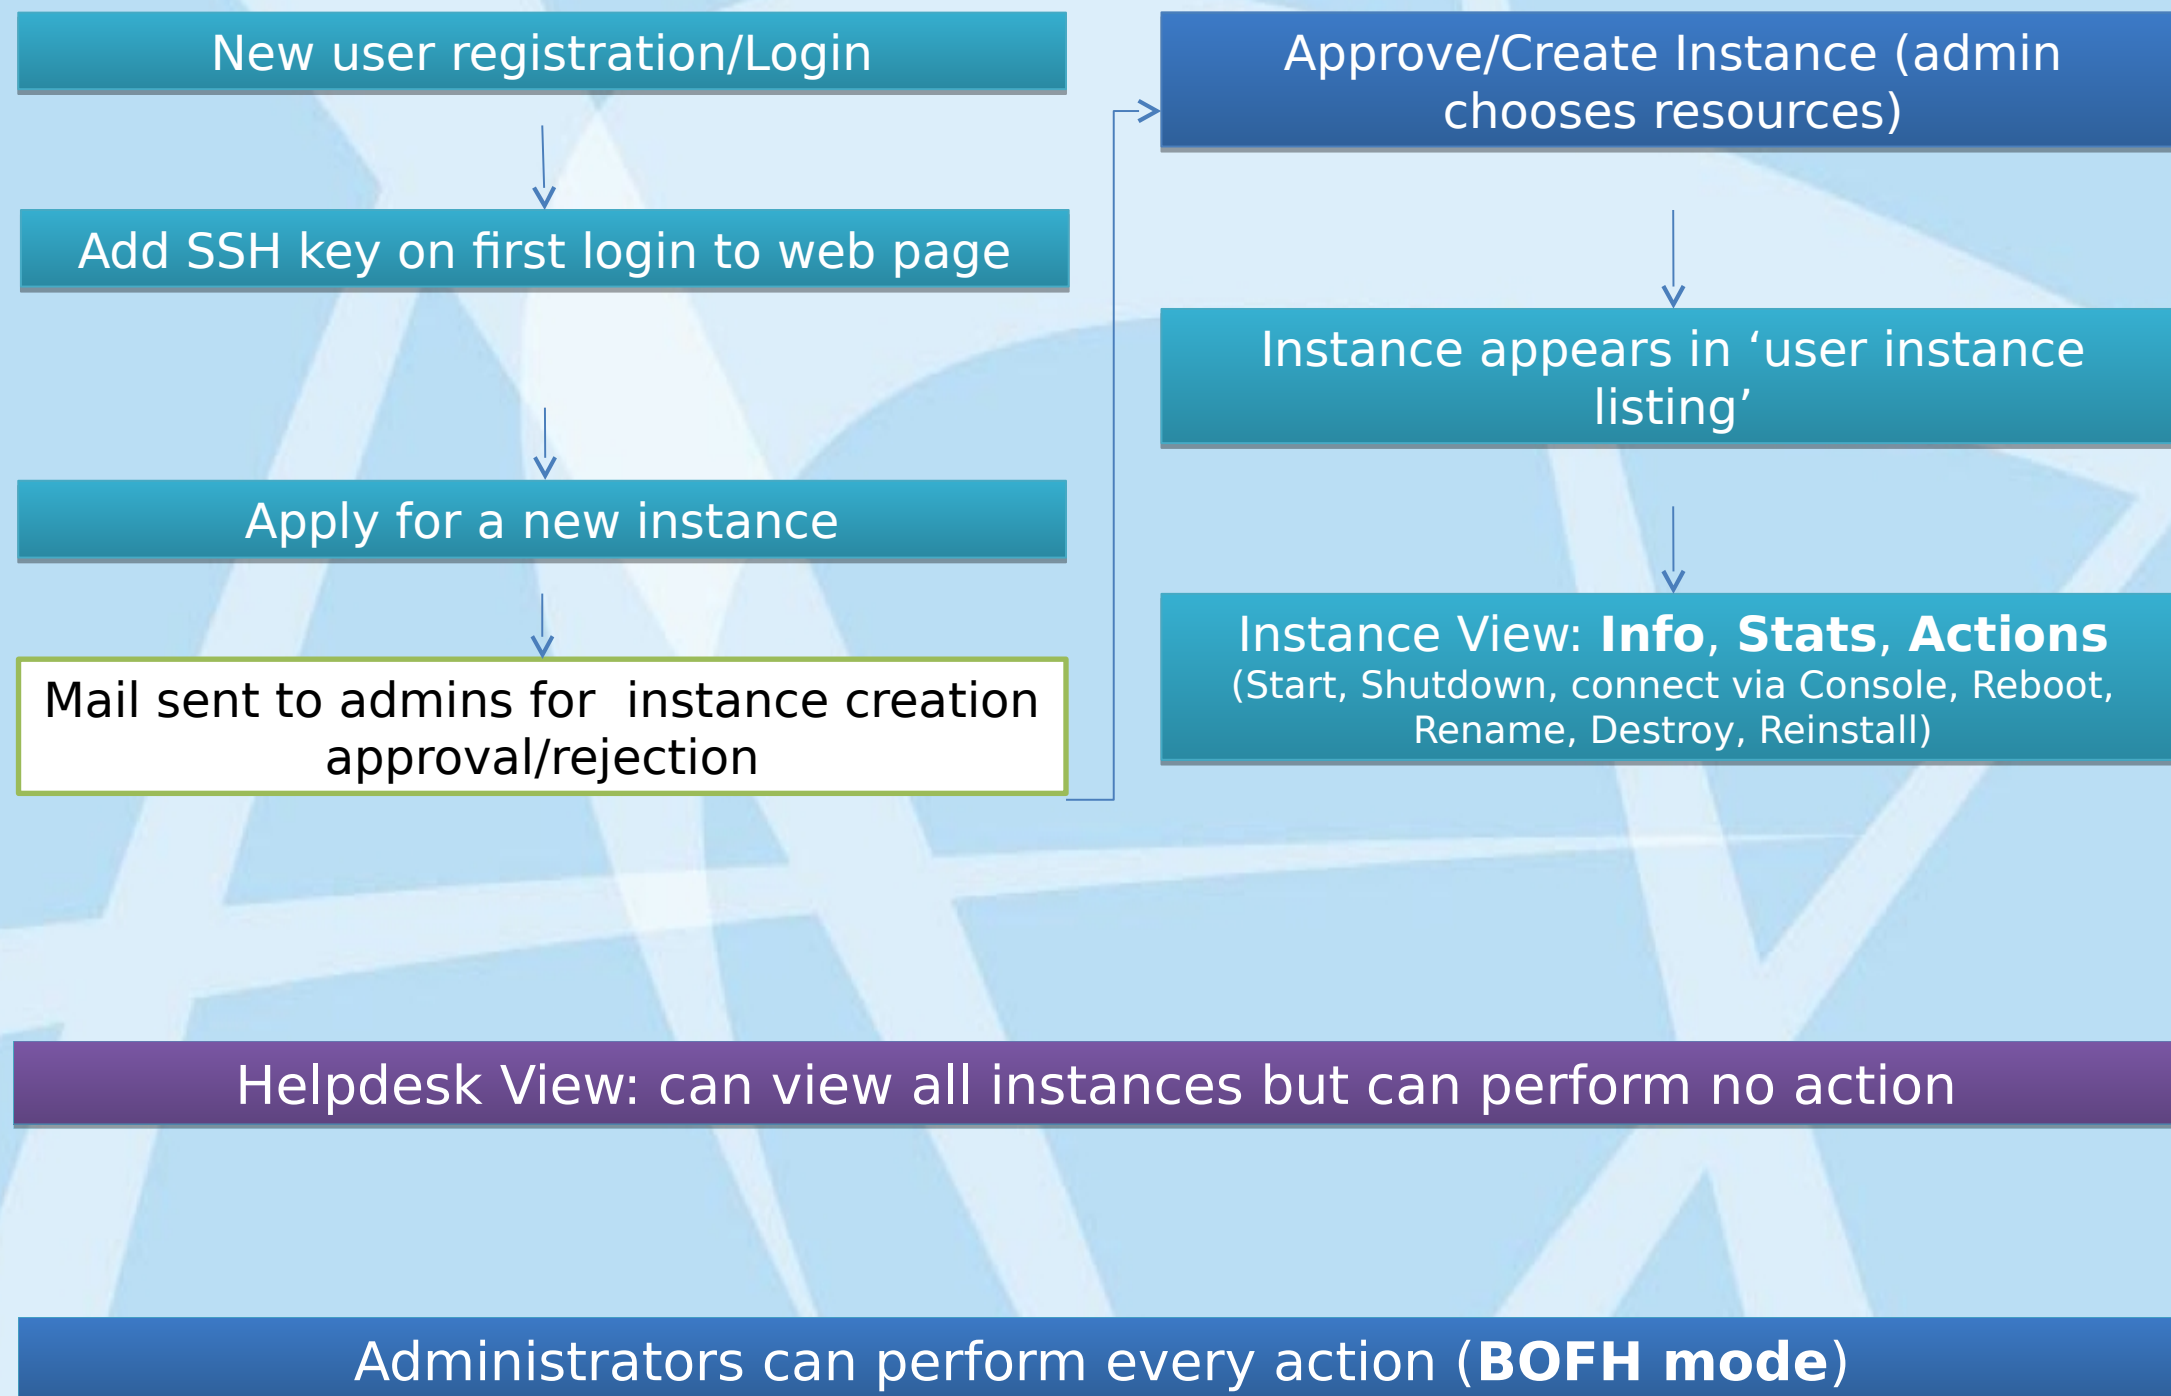 New user registration/Login
Add SSH key on first login to web page
Apply for a new instance
Mail sent to admins for  instance creation
approval/rejection
Approve/Create Instance (admin
chooses resources)
Instance appears in ‘user instance
listing’
Instance View: Info, Stats, Actions
(Start, Shutdown, connect via Console, Reboot,
Rename, Destroy, Reinstall)
Helpdesk View: can view all instances but can perform no action
Administrators can perform every action (BOFH mode)